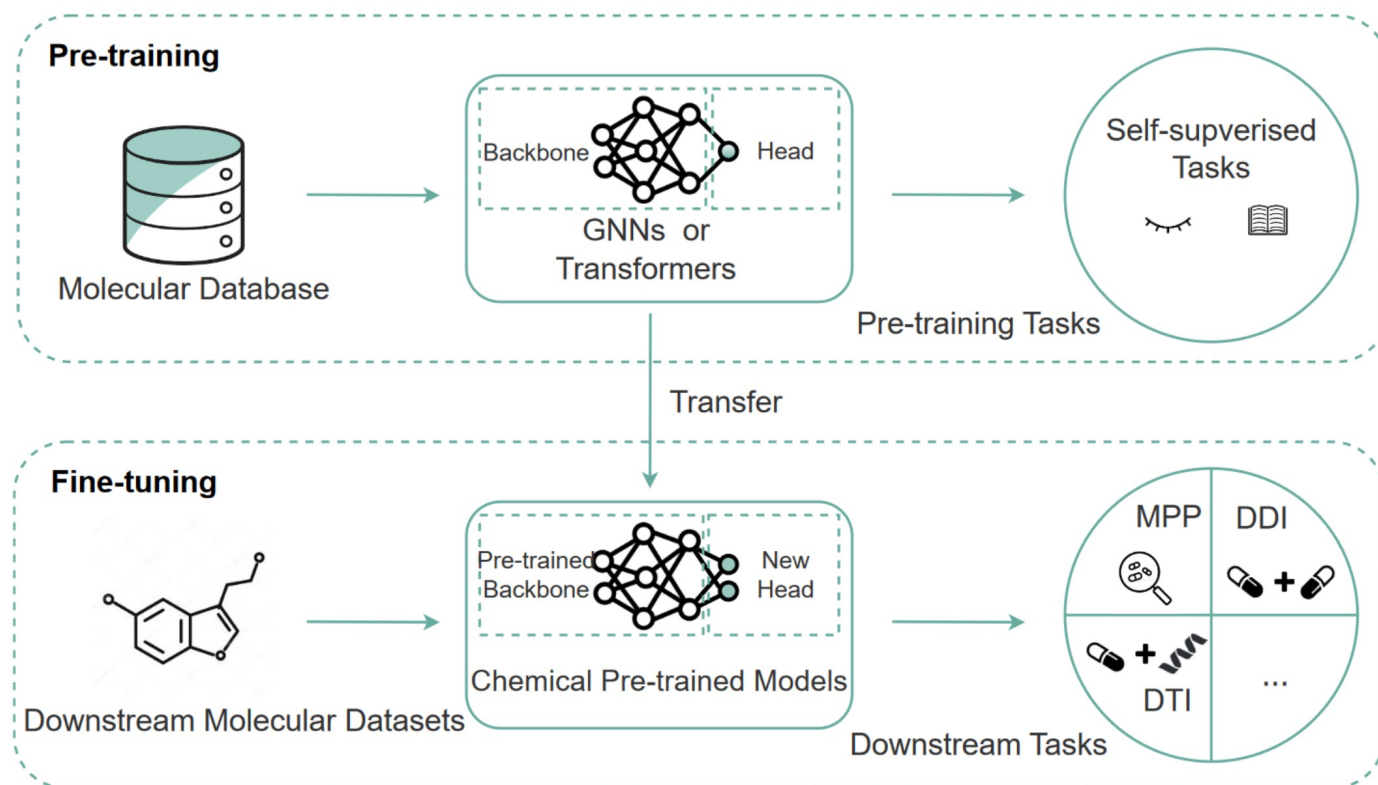 Pre-training
Molecular Database
Backbone
Head
GNNs or
Transformers
Self-supverised
Tasks
Pre-training Tasks
Transfer
Fine-tuning
Downstream Molecular Datasets
Pre-trained
Backbone
New
Head
Chemical Pre-trained Models
MPP
DDI
DTI
...
Downstream Tasks